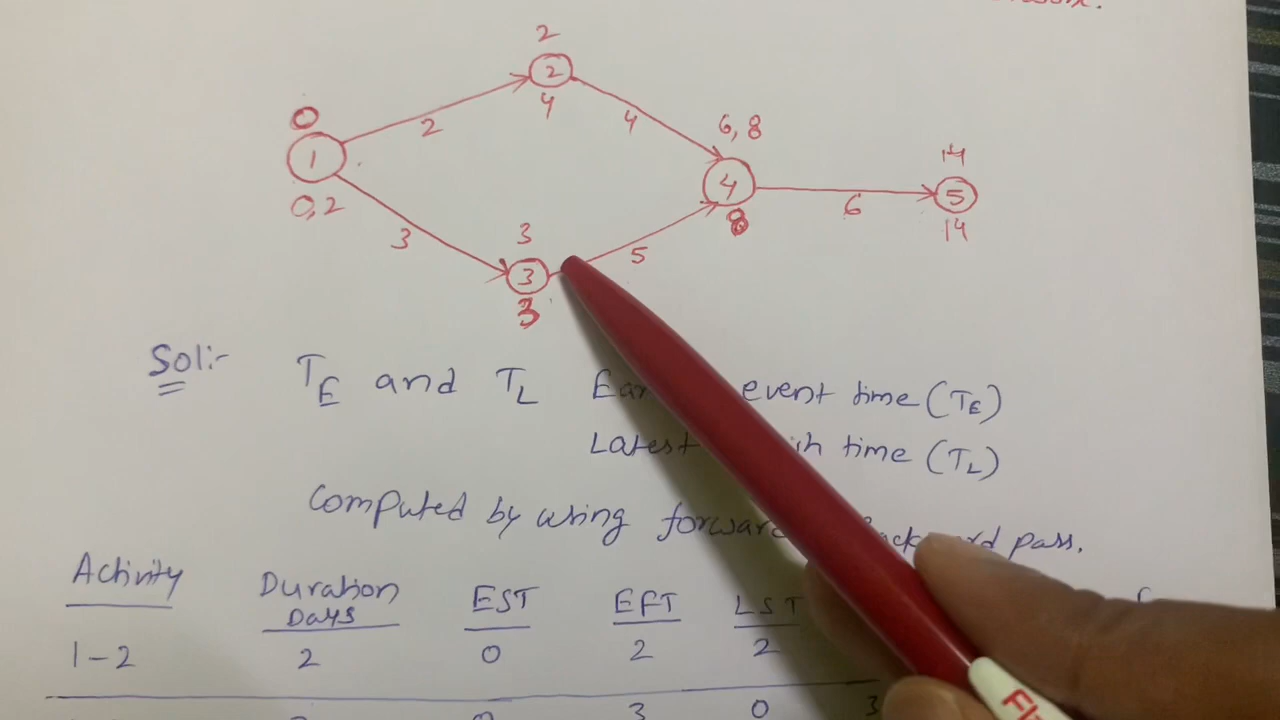 2
2
4
0
1
0,2
2
4
6,8
4
8
14
5
14
6
3
3
3
3
5
Sol:-
TE and TL
event time (TE)
Latest time (TL)
Computed by using forward pass.
Activity Duration Days EST EFT LST
1-2 2 0 2 2
3 0 3